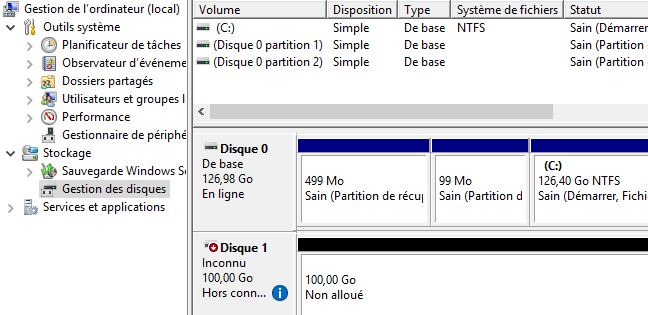 Gestion de l'ordinateur (local)
Outils système
Planificateur de tâches
Observateur d'événeme
Dossiers partagés
Utilisateurs et groupes l
Performance
Gestionnaire de périphé
Stockage
Sauvegarde Windows Se
Gestion des disques
Services et applications
Volume Disposition Type Système de fichiers Statut
(C:) Simple De base NTFS Sain (Démarrer
(Disque 0 partition 1) Simple De base Sain (Partition
(Disque 0 partition 2) Simple De base Sain (Partition
Disque 0
De base
126,98 Go
En ligne
499 Mo
Sain (Partition de récup
99 Mo
Sain (Partition d
(C:)
126,40 Go NTFS
Sain (Démarrer, Fichi
Disque 1
Inconnu
100,00 Go
Hors conn...
100,00 Go
Non alloué